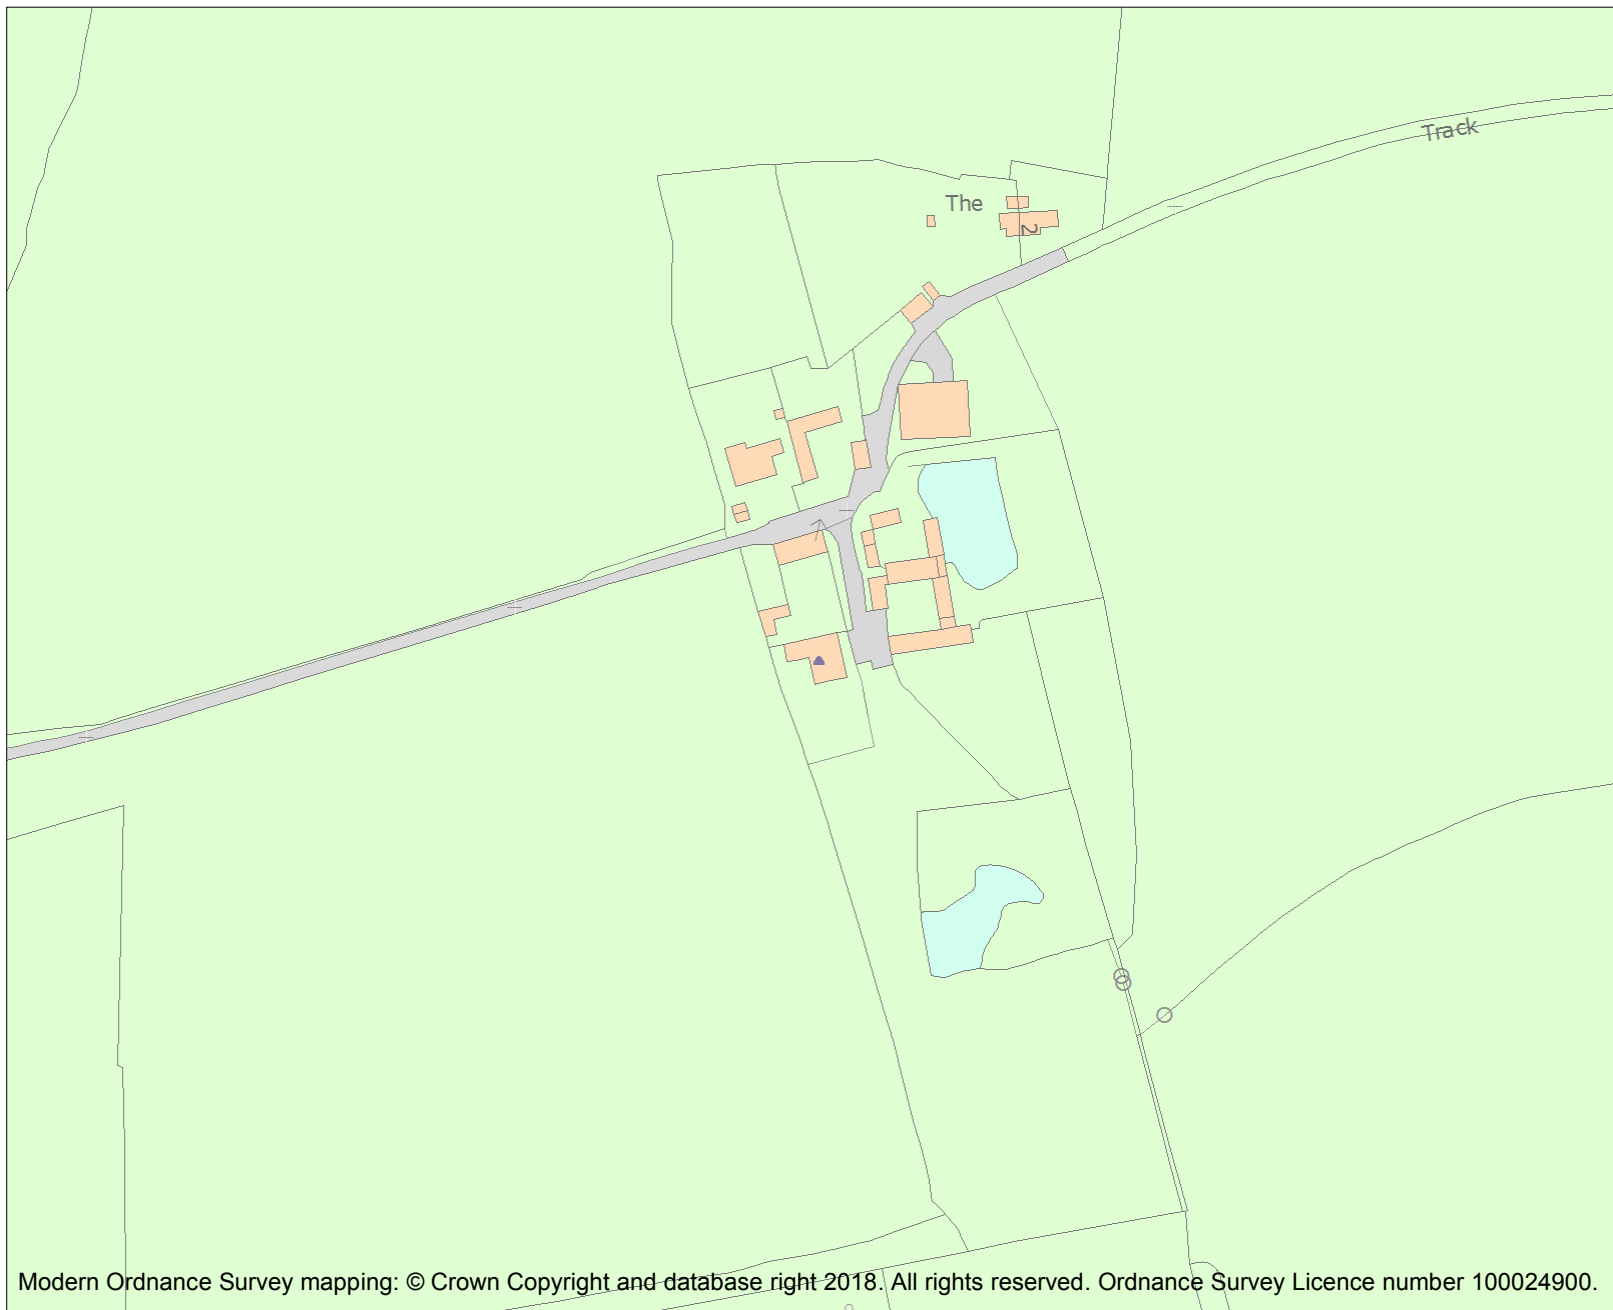 Track
The
2
Modern Ordnance Survey mapping: © Crown Copyright and database right 2018. All rights reserved. Ordnance Survey Licence number 100024900.